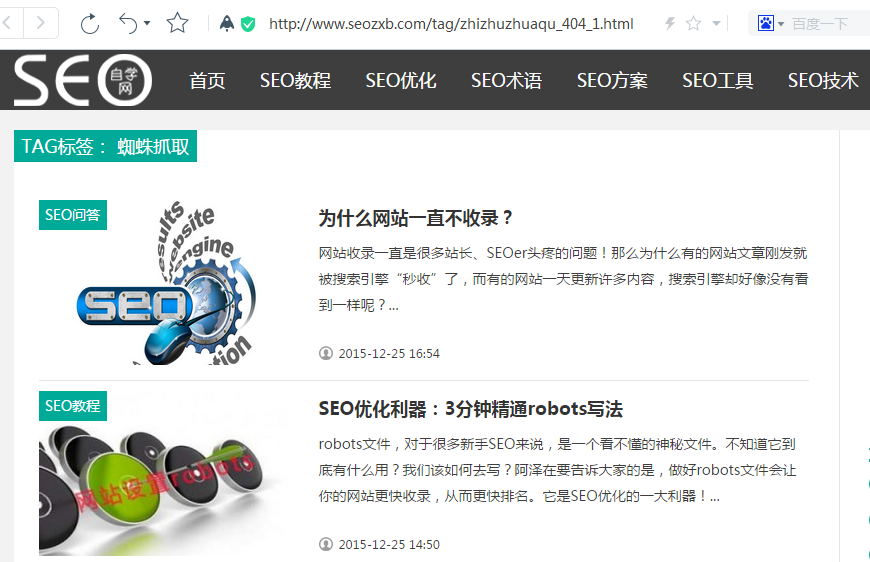 http://www.seozxb.com/tag/zhizhuzhuaqu_404_1.html
百度一下
SEO自学网
首页 SEO教程 SEO优化 SEO术语 SEO方案 SEO工具 SEO技术
TAG标签： 蜘蛛抓取
SEO问答
results
website
engine
seo
为什么网站一直不收录？
网站收录一直是很多站长、SEOer头疼的问题！那么为什么有的网站文章刚发就
被搜索引擎“秒收”了，而有的网站一天更新许多内容，搜索引擎却好像没有看
到一样呢？...
2015-12-25 16:54
SEO教程
网站设置robots
SEO优化利器：3分钟精通robots写法
robots文件，对于很多新手SEO来说，是一个看不懂的神秘文件。不知道它到
底有什么用？我们该如何去写？阿泽在要告诉大家的是，做好robots文件会让
你的网站更快收录，从而更快排名。它是SEO优化的一大利器！...
2015-12-25 14:50